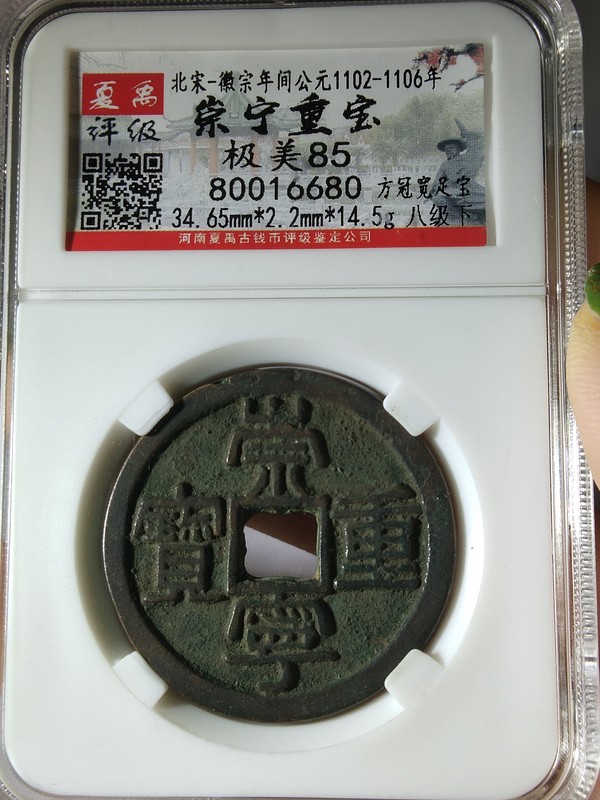 夏禹
评级
北宋-徽宗年间公元1102-1106年
崇宁重宝
极美85
80016680 方冠宽足宝
34.65mm*2.2mm*14.5g 八级下
河南夏禹古钱币评级鉴定公司
崇
寶 重
寧